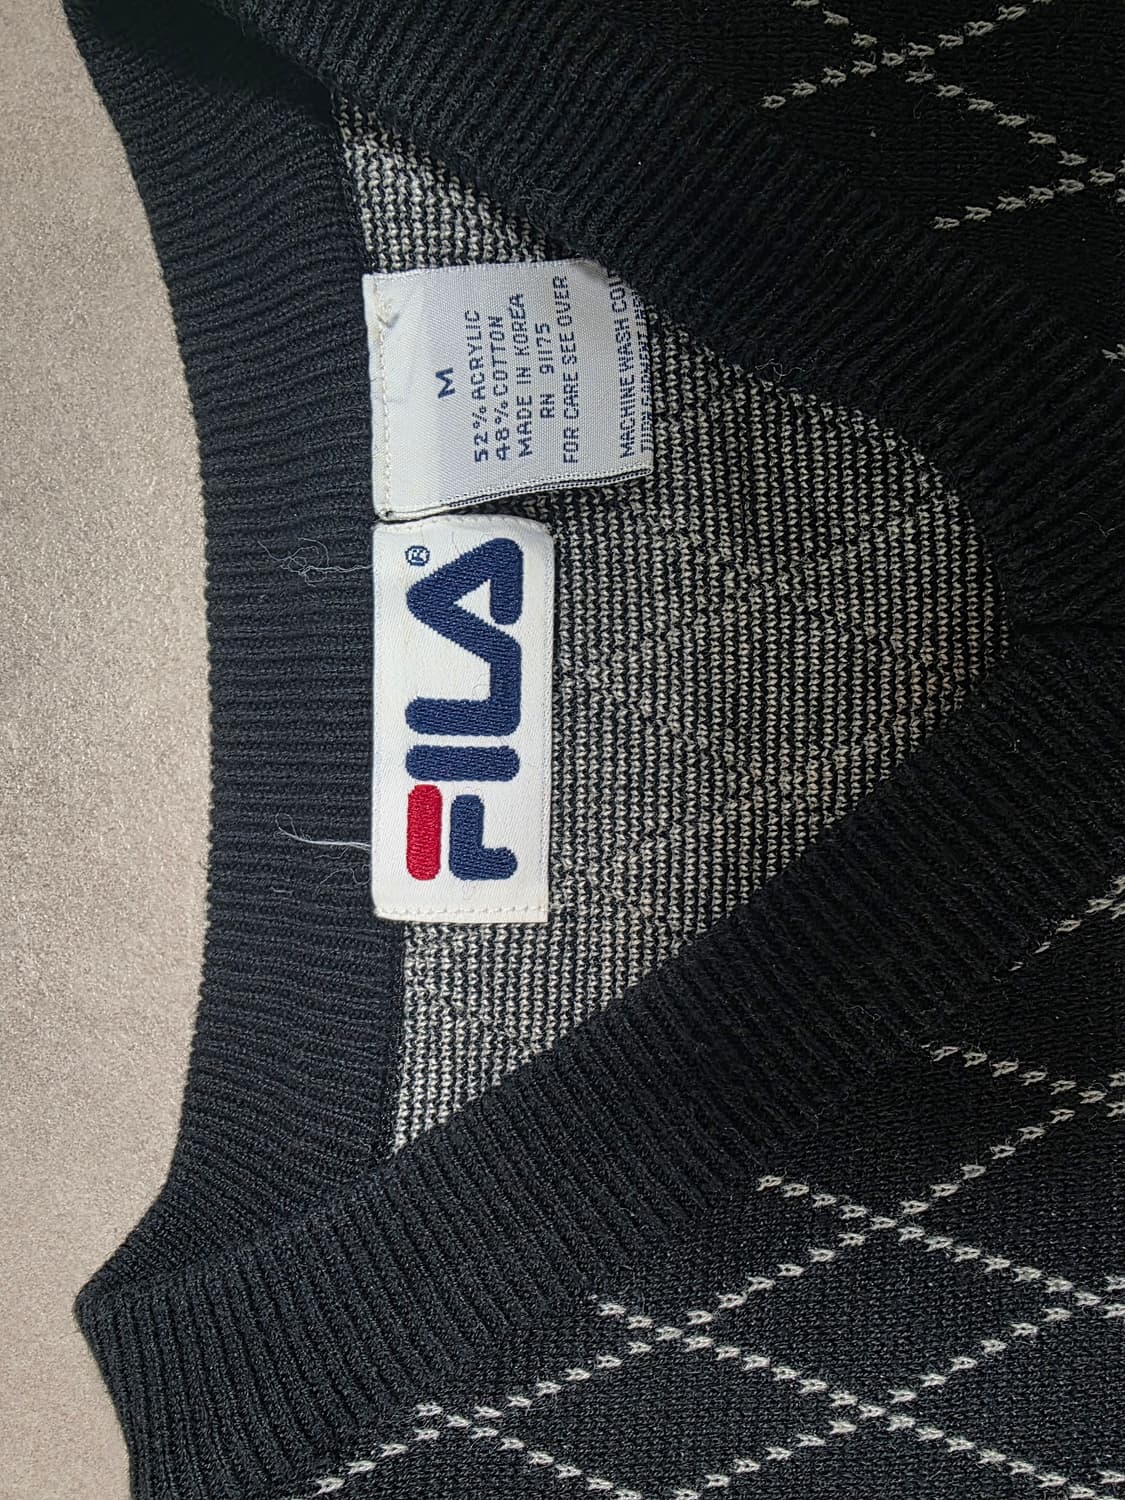 M
52% ACRYLIC
48% COTTON
MADE IN KOREA
RN 91175
FOR CARE SEE OVER
MACHINE WASH
FILA®